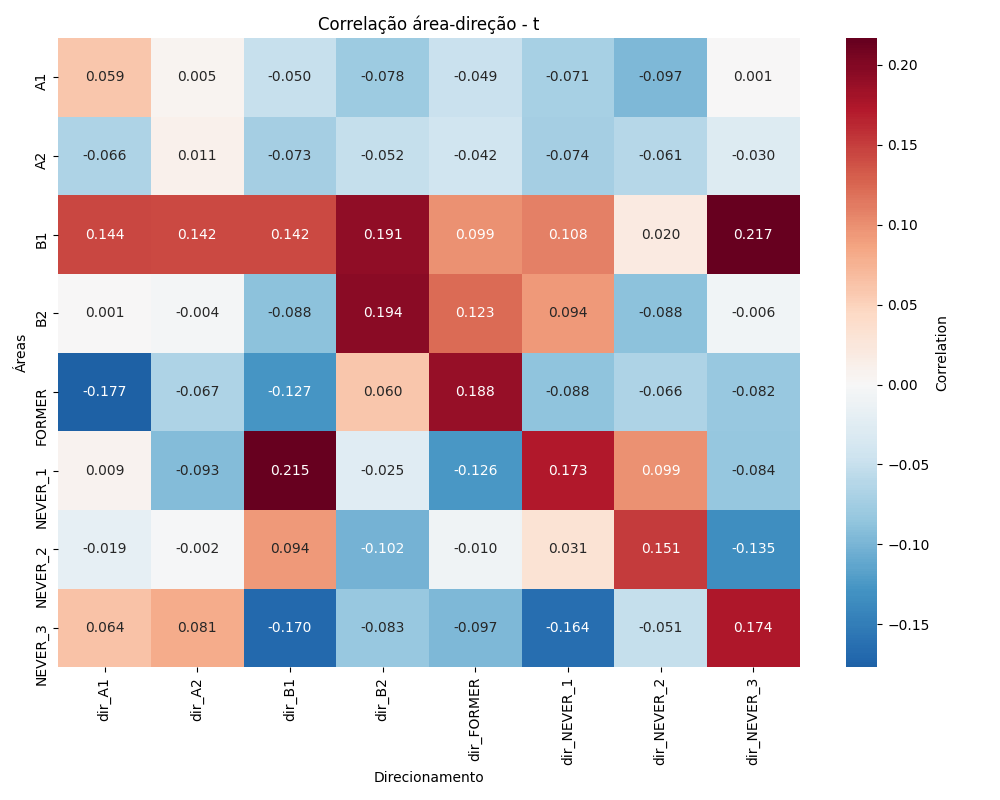 Correlação área-direção - t
A1 0.059 0.005 -0.050 -0.078 -0.049 -0.071 -0.097 0.001
A2 -0.066 0.011 -0.073 -0.052 -0.042 -0.074 -0.061 -0.030
B1 0.144 0.142 0.142 0.191 0.099 0.108 0.020 0.217
B2 0.001 -0.004 -0.088 0.194 0.123 0.094 -0.088 -0.006
FORMER -0.177 -0.067 -0.127 0.060 0.188 -0.088 -0.066 -0.082
NEVER_1 0.009 -0.093 0.215 -0.025 -0.126 0.173 0.099 -0.084
NEVER_2 -0.019 -0.002 0.094 -0.102 -0.010 0.031 0.151 -0.135
NEVER_3 0.064 0.081 -0.170 -0.083 -0.097 -0.164 -0.051 0.174
Áreas
dir_A1 dir_A2 dir_B1 dir_B2 dir_FORMER dir_NEVER_1 dir_NEVER_2 dir_NEVER_3
Direcionamento
0.20
0.15
0.10
0.05
0.00
−0.05
−0.10
−0.15
Correlation